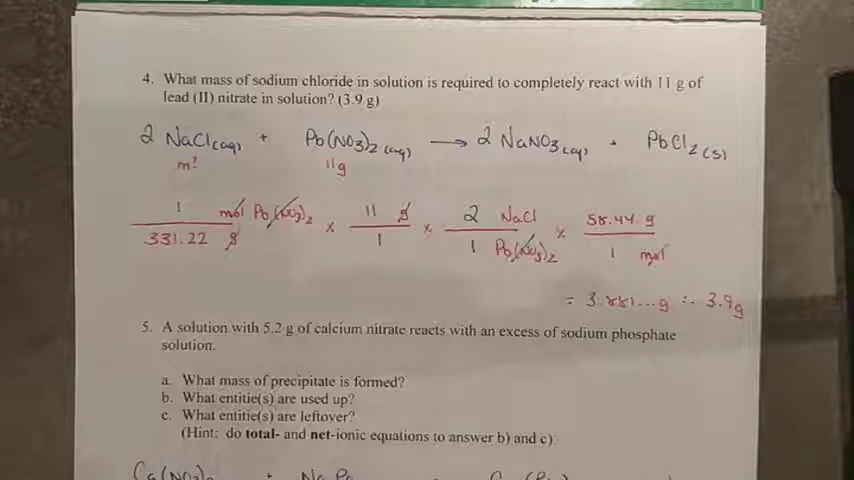 4. What mass of sodium chloride in solution is required to completely react with 11 g of
lead (II) nitrate in solution? (3.9 g)
2 NaCl(aq) + Pb(NO3)2 (aq) → 2 NaNO3 (aq) + PbCl2 (s)
m? 11g
1 mol Pb(NO3)2 × 11 g × 2 NaCl × 58.44 g
331.22 g 1 1 Pb(NO3)2 1 mol
= 3.881...g ∴ 3.9g
5. A solution with 5.2 g of calcium nitrate reacts with an excess of sodium phosphate
solution.
a. What mass of precipitate is formed?
b. What entitie(s) are used up?
c. What entitie(s) are leftover?
(Hint: do total- and net-ionic equations to answer b) and c)
Ca(NO3)2 +